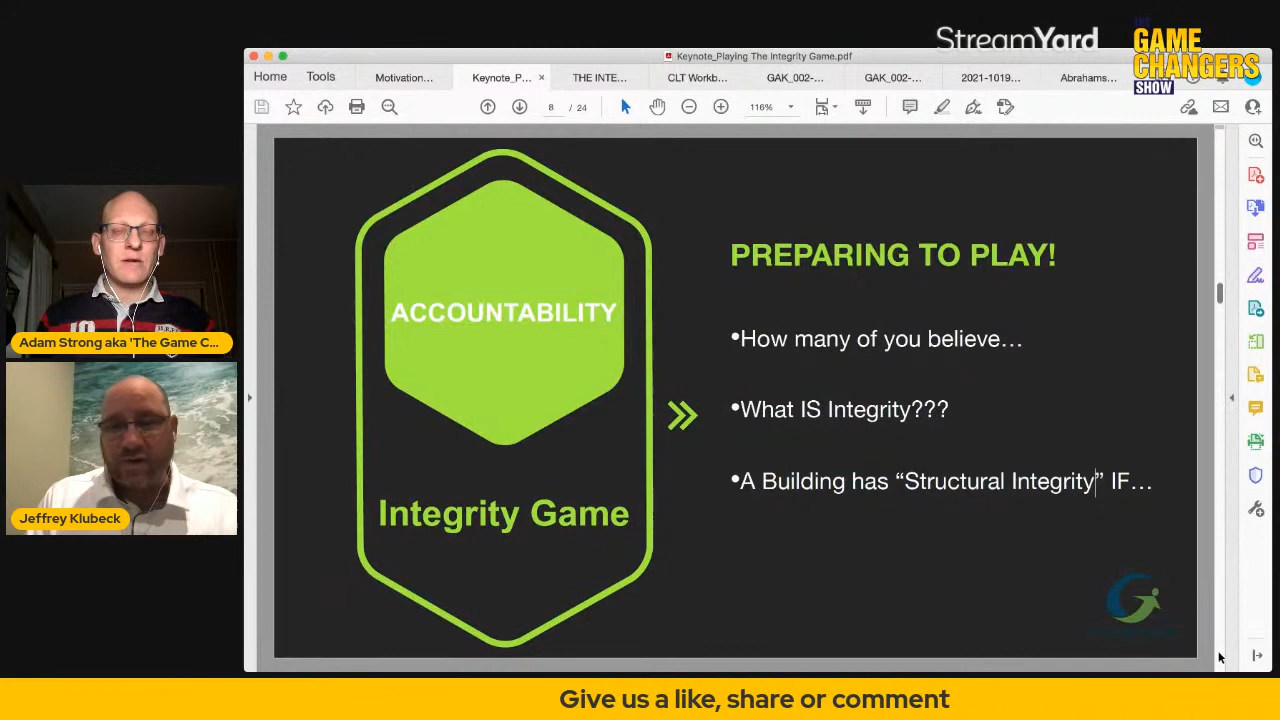 StreamYard
THE
GAME
CHANGERS
SHOW
Keynote_Playing The Integrity Game.pdf
Home
Tools
Motivation...
Keynote_P... ×
THE INTE...
CLT Workb...
GAK_002-...
GAK_002-...
2021-1019...
Abrahams...
8 / 24
116%
ACCOUNTABILITY
Integrity Game
PREPARING TO PLAY!
•How many of you believe…
•What IS Integrity???
•A Building has “Structural Integrity” IF…
Adam Strong aka 'The Game C...
Jeffrey Klubeck
Give us a like, share or comment